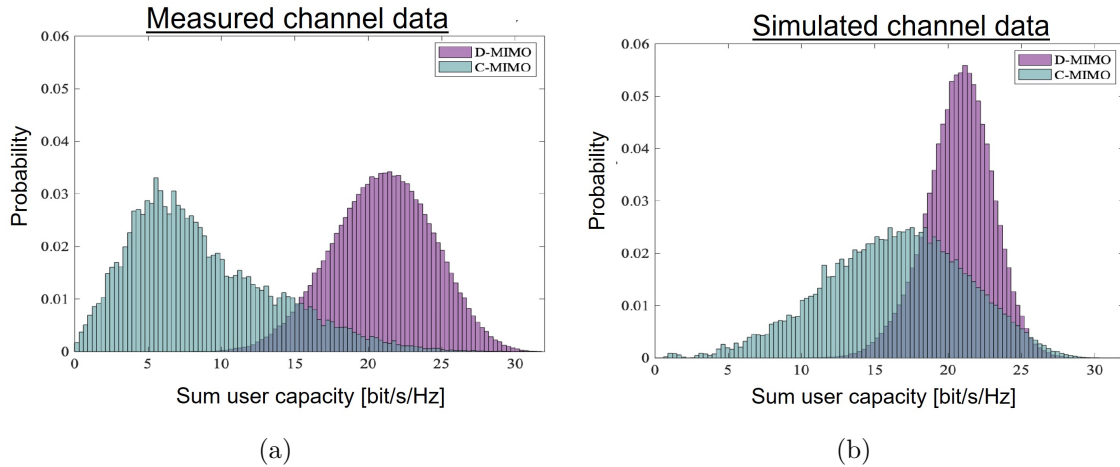 Measured channel data
0.06
0.05
0.04
0.03
0.02
0.01
0
Probability
D-MIMO
C-MIMO
0 5 10 15 20 25 30
Sum user capacity [bit/s/Hz]
(a)
Simulated channel data
0.06
0.05
0.04
0.03
0.02
0.01
0
Probability
D-MIMO
C-MIMO
0 5 10 15 20 25 30
Sum user capacity [bit/s/Hz]
(b)